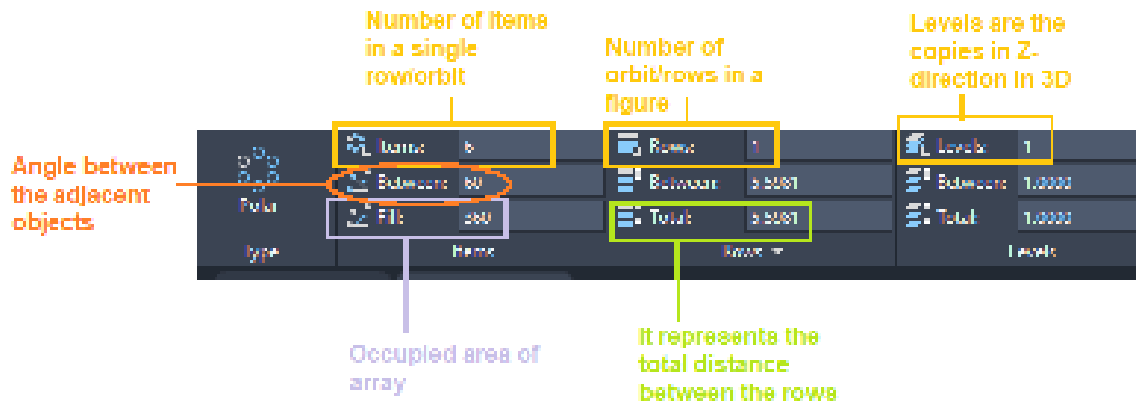 Number of items
in a single
row/orbit
Number of
orbit/rows in a
figure
Levels are the
copies in Z-
direction in 3D
Angle between
the adjacent
objects
Items: 6
Rows: 1
Levels: 1
Between: 60
Between:
Between: 1.0000
Polar
Fill: 360
Total:
Total: 1.0000
Type
Items
Rows
Levels
Occupied area of
array
It represents the
total distance
between the rows